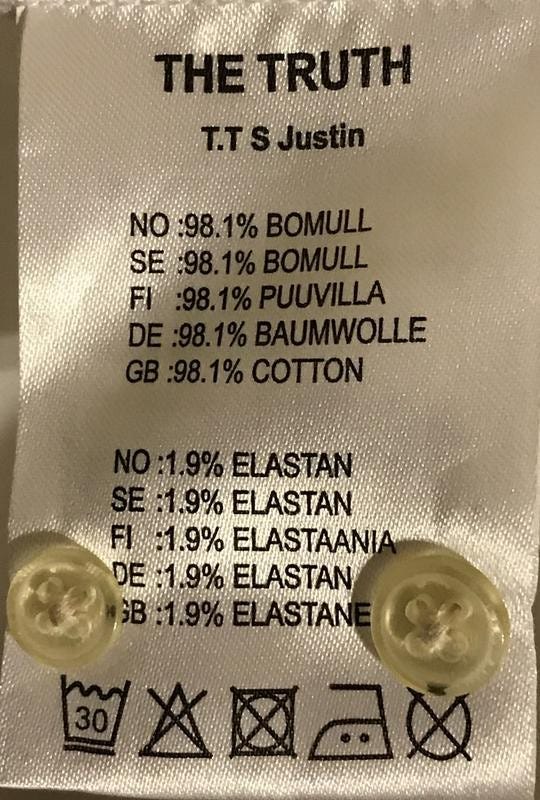 THE TRUTH
T.T S Justin
NO :98.1% BOMULL
SE :98.1% BOMULL
FI :98.1% PUUVILLA
DE :98.1% BAUMWOLLE
GB :98.1% COTTON
NO :1.9% ELASTAN
SE :1.9% ELASTAN
FI :1.9% ELASTAANIA
DE :1.9% ELASTAN
GB :1.9% ELASTANE
30